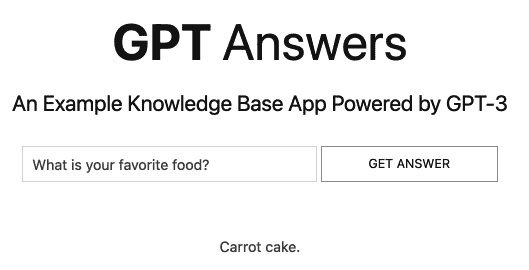 GPT Answers
An Example Knowledge Base App Powered by GPT-3
What is your favorite food? GET ANSWER
Carrot cake.